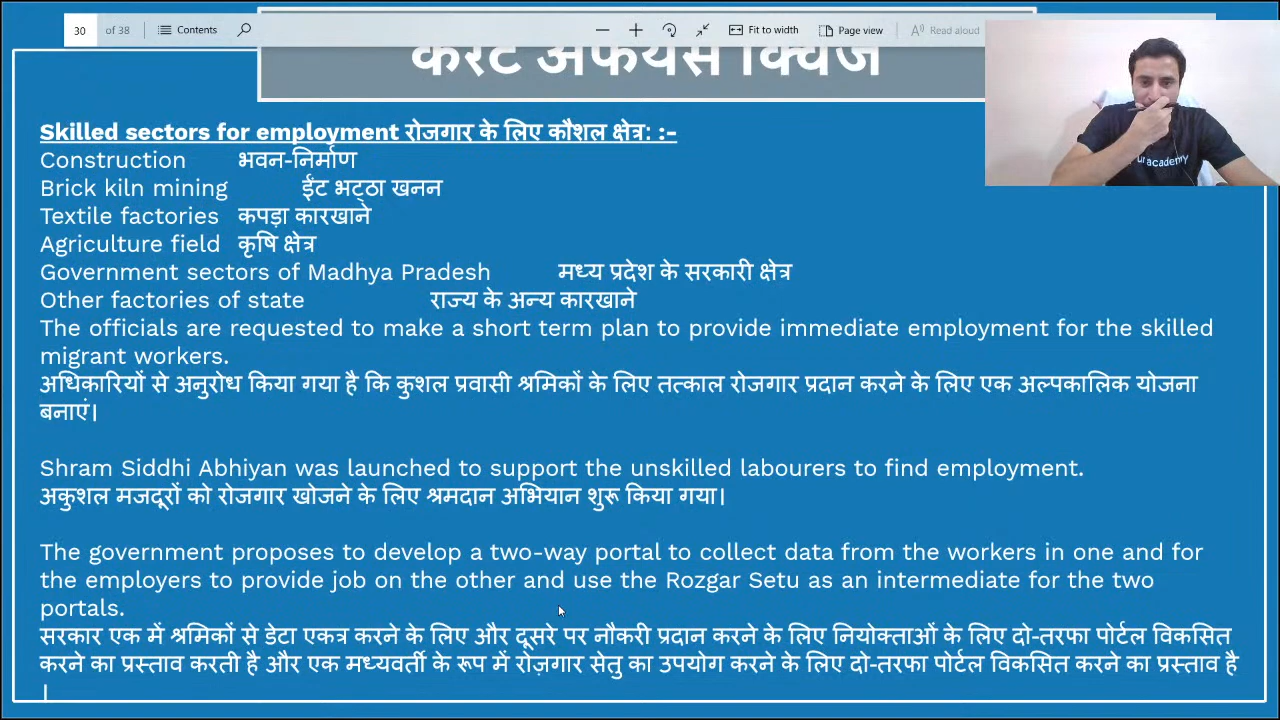 30 of 38 Contents Fit to width Page view Read aloud
करेंट अफेयर्स क्विज
Skilled sectors for employment रोजगार के लिए कौशल क्षेत्र: :-
Construction भवन-निर्माण
Brick kiln mining ईंट भट्ठा खनन
Textile factories कपड़ा कारखाने
Agriculture field कृषि क्षेत्र
Government sectors of Madhya Pradesh मध्य प्रदेश के सरकारी क्षेत्र
Other factories of state राज्य के अन्य कारखाने
The officials are requested to make a short term plan to provide immediate employment for the skilled
migrant workers.
अधिकारियों से अनुरोध किया गया है कि कुशल प्रवासी श्रमिकों के लिए तत्काल रोजगार प्रदान करने के लिए एक अल्पकालिक योजना
बनाएं।
Shram Siddhi Abhiyan was launched to support the unskilled labourers to find employment.
अकुशल मजदूरों को रोजगार खोजने के लिए श्रमदान अभियान शुरू किया गया।
The government proposes to develop a two-way portal to collect data from the workers in one and for
the employers to provide job on the other and use the Rozgar Setu as an intermediate for the two
portals.
सरकार एक में श्रमिकों से डेटा एकत्र करने के लिए और दूसरे पर नौकरी प्रदान करने के लिए नियोक्ताओं के लिए दो-तरफा पोर्टल विकसित
करने का प्रस्ताव करती है और एक मध्यवर्ती के रूप में रोज़गार सेतु का उपयोग करने के लिए दो-तरफा पोर्टल विकसित करने का प्रस्ताव है
।
academy